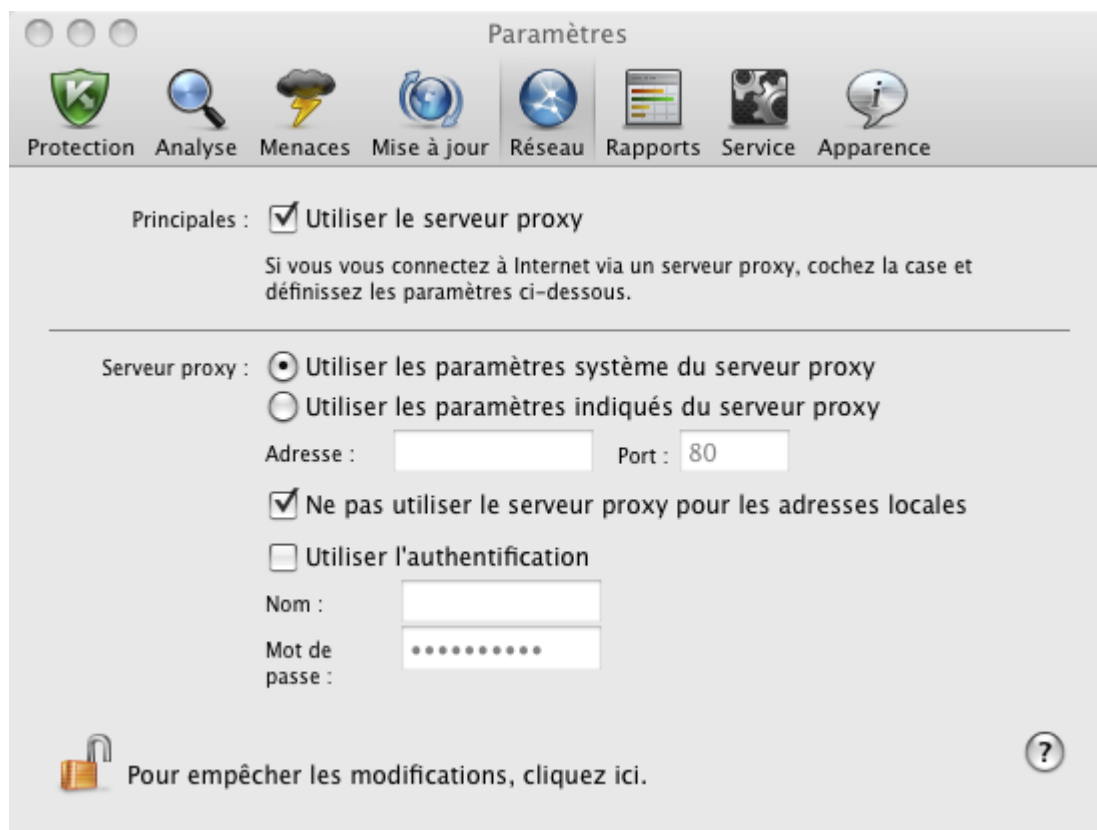 Paramètres
Protection Analyse Menaces Mise à jour Réseau Rapports Service Apparence
Principales : Utiliser le serveur proxy
Si vous vous connectez à Internet via un serveur proxy, cochez la case et
définissez les paramètres ci-dessous.
Serveur proxy : Utiliser les paramètres système du serveur proxy
Utiliser les paramètres indiqués du serveur proxy
Adresse : Port : 80
Ne pas utiliser le serveur proxy pour les adresses locales
Utiliser l'authentification
Nom :
Mot de ••••••••••
passe :
Pour empêcher les modifications, cliquez ici. ?